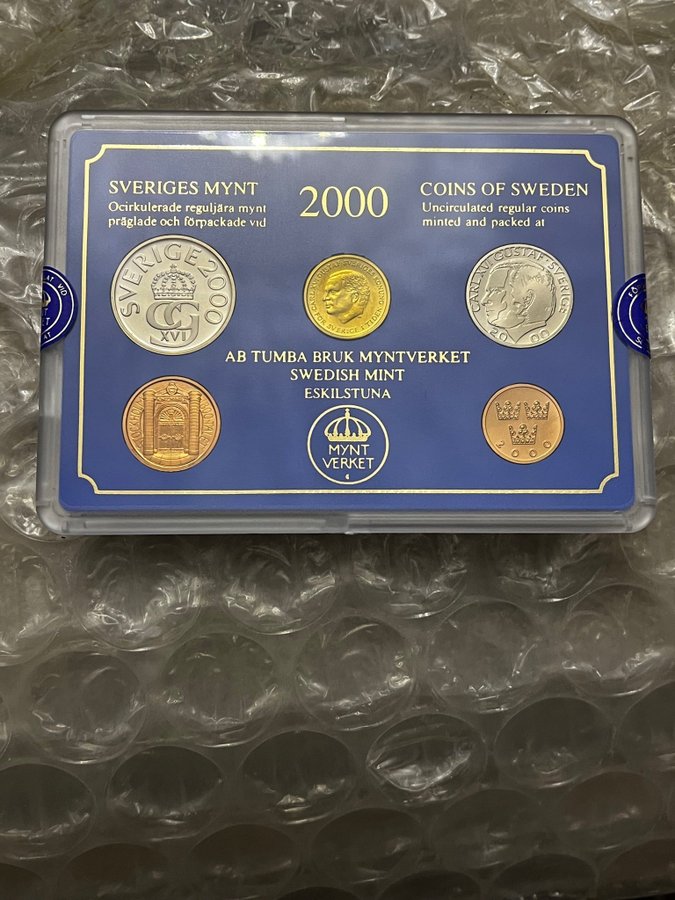 SVERIGES MYNT
Ocirkulerade reguljära mynt
präglade och förpackade vid
2000
COINS OF SWEDEN
Uncirculated regular coins
minted and packed at
SVERIGE 2000
CG
XVI
CARL XVI GUSTAF · SVERIGE
20 00
AB TUMBA BRUK MYNTVERKET
SWEDISH MINT
ESKILSTUNA
MYNT
VERKET
2000
AT VID